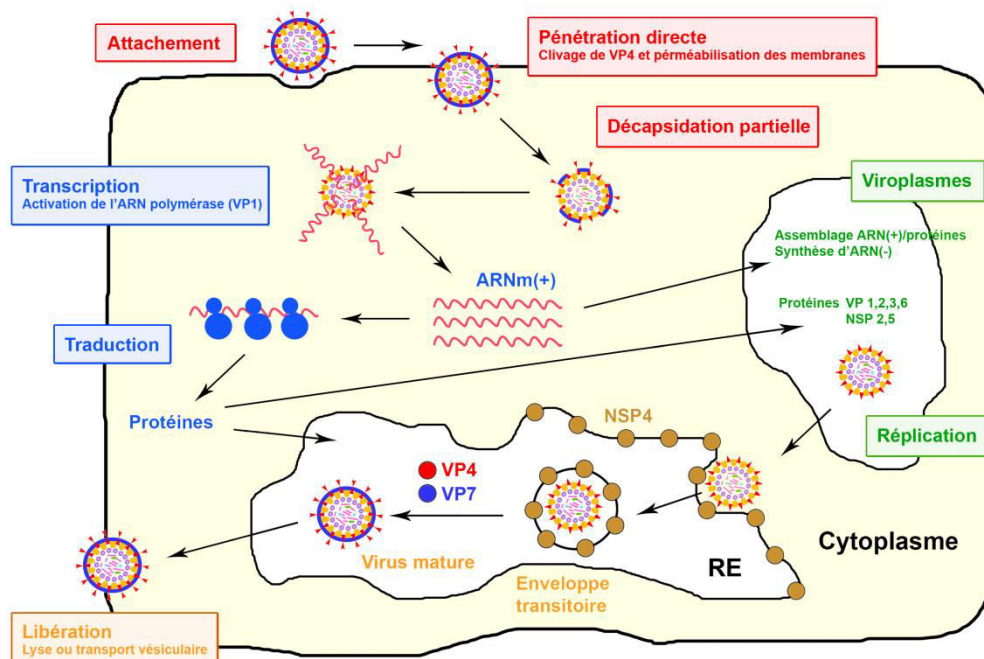 Attachement
Pénétration directe
Clivage de VP4 et pérméabilisation des membranes
Décapsidation partielle
Transcription
Activation de l'ARN polymérase (VP1)
Viroplasmes
Assemblage ARN(+)/protéines
Synthèse d'ARN(-)
ARNm(+)
Protéines VP 1,2,3,6
NSP 2,5
Traduction
Protéines
NSP4
Réplication
VP4
VP7
Cytoplasme
Virus mature
RE
Enveloppe
transitoire
Libération
Lyse ou transport vésiculaire